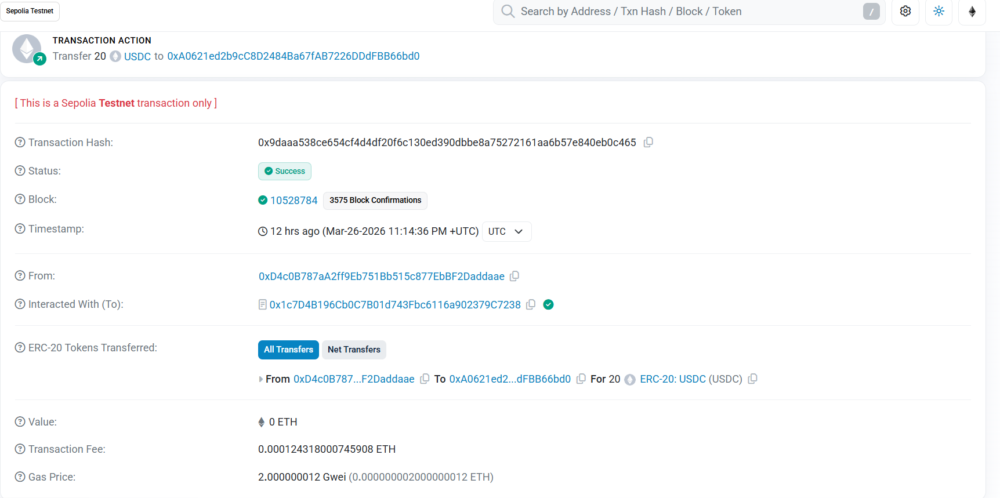 Sepolia Testnet
Search by Address / Txn Hash / Block / Token
/
TRANSACTION ACTION
Transfer 20 USDC to 0xA0621ed2b9cC8D2484Ba67fAB7226DDdFBB66bd0
[ This is a Sepolia Testnet transaction only ]
Transaction Hash: 0x9daaa538ce654cf4d4df20f6c130ed390dbbe8a75272161aa6b57e840eb0c465
Status: Success
Block: 10528784 3575 Block Confirmations
Timestamp: 12 hrs ago (Mar-26-2026 11:14:36 PM +UTC) UTC
From: 0xD4c0B787aA2ff9Eb751Bb515c877EbBF2Daddaae
Interacted With (To): 0x1c7D4B196Cb0C7B01d743Fbc6116a902379C7238
ERC-20 Tokens Transferred: All Transfers Net Transfers
From 0xD4c0B787...F2Daddaae To 0xA0621ed2...dFBB66bd0 For 20 ERC-20: USDC (USDC)
Value: 0 ETH
Transaction Fee: 0.000124318000745908 ETH
Gas Price: 2.000000012 Gwei (0.000000002000000012 ETH)